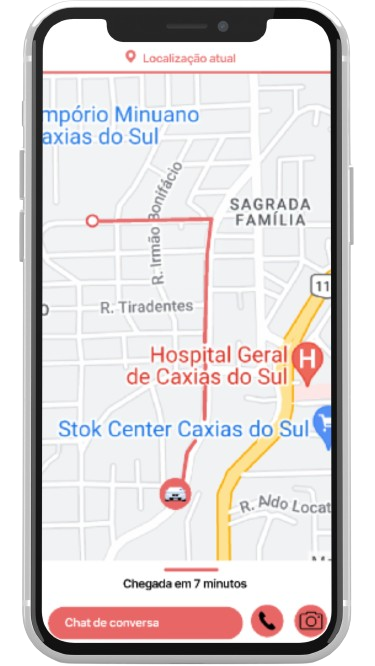 Localização atual
mpório Minuano
axias do Sul
R. Irmão Bonifácio
SAGRADA
FAMÍLIA
11
R. Tiradentes
Hospital Geral
de Caxias do Sul
H
Stok Center Caxias do Sul
R. Aldo Locat
Chegada em 7 minutos
Chat de conversa